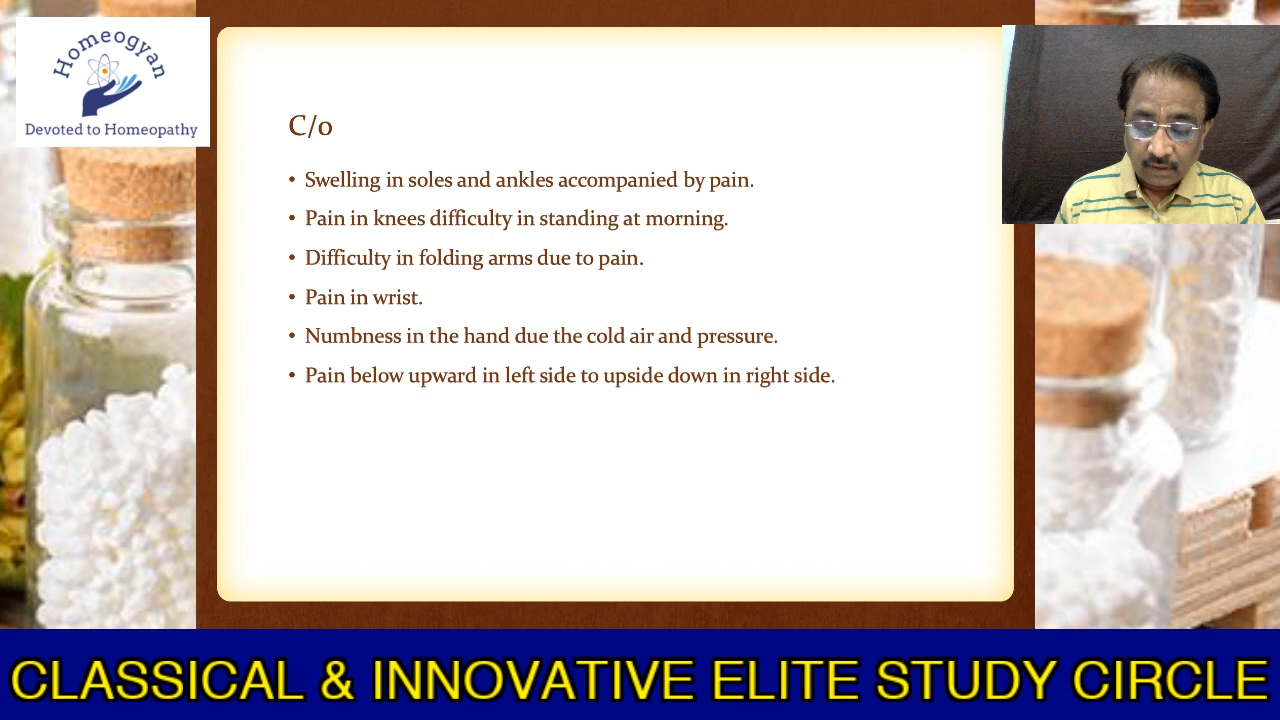 Homeogyan
Devoted to Homeopathy
C/o
• Swelling in soles and ankles accompanied by pain.
• Pain in knees difficulty in standing at morning.
• Difficulty in folding arms due to pain.
• Pain in wrist.
• Numbness in the hand due the cold air and pressure.
• Pain below upward in left side to upside down in right side.
CLASSICAL & INNOVATIVE ELITE STUDY CIRCLE